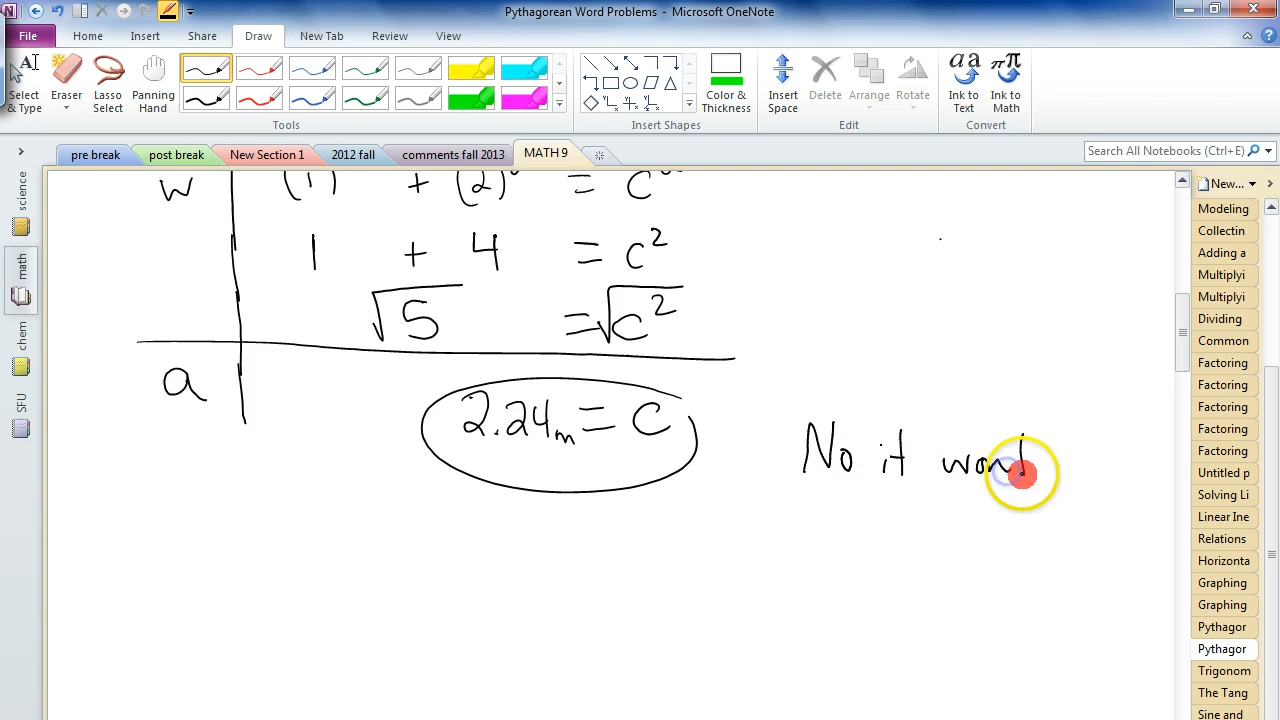 Pythagorean Word Problems - Microsoft OneNote
File Home Insert Share Draw New Tab Review View
Select & Type Eraser Lasso Select Panning Hand Color & Thickness Insert Space Delete Arrange Rotate Ink to Text Ink to Math
Tools Insert Shapes Edit Convert
pre break post break New Section 1 2012 fall comments fall 2013 MATH 9 Search All Notebooks (Ctrl+E)
science
math
chem
SFU
w (1) + (2)² = c²
1 + 4 = c²
√5 = √c²
a
2.24m = c
No it won't
New...
Modeling
Collectin
Adding a
Multiplyi
Multiplyi
Dividing
Common
Factoring
Factoring
Factoring
Factoring
Factoring
Untitled p
Solving Li
Linear Ine
Relations
Horizonta
Graphing
Graphing
Pythagor
Pythagor
Trigonom
The Tang
Sine and